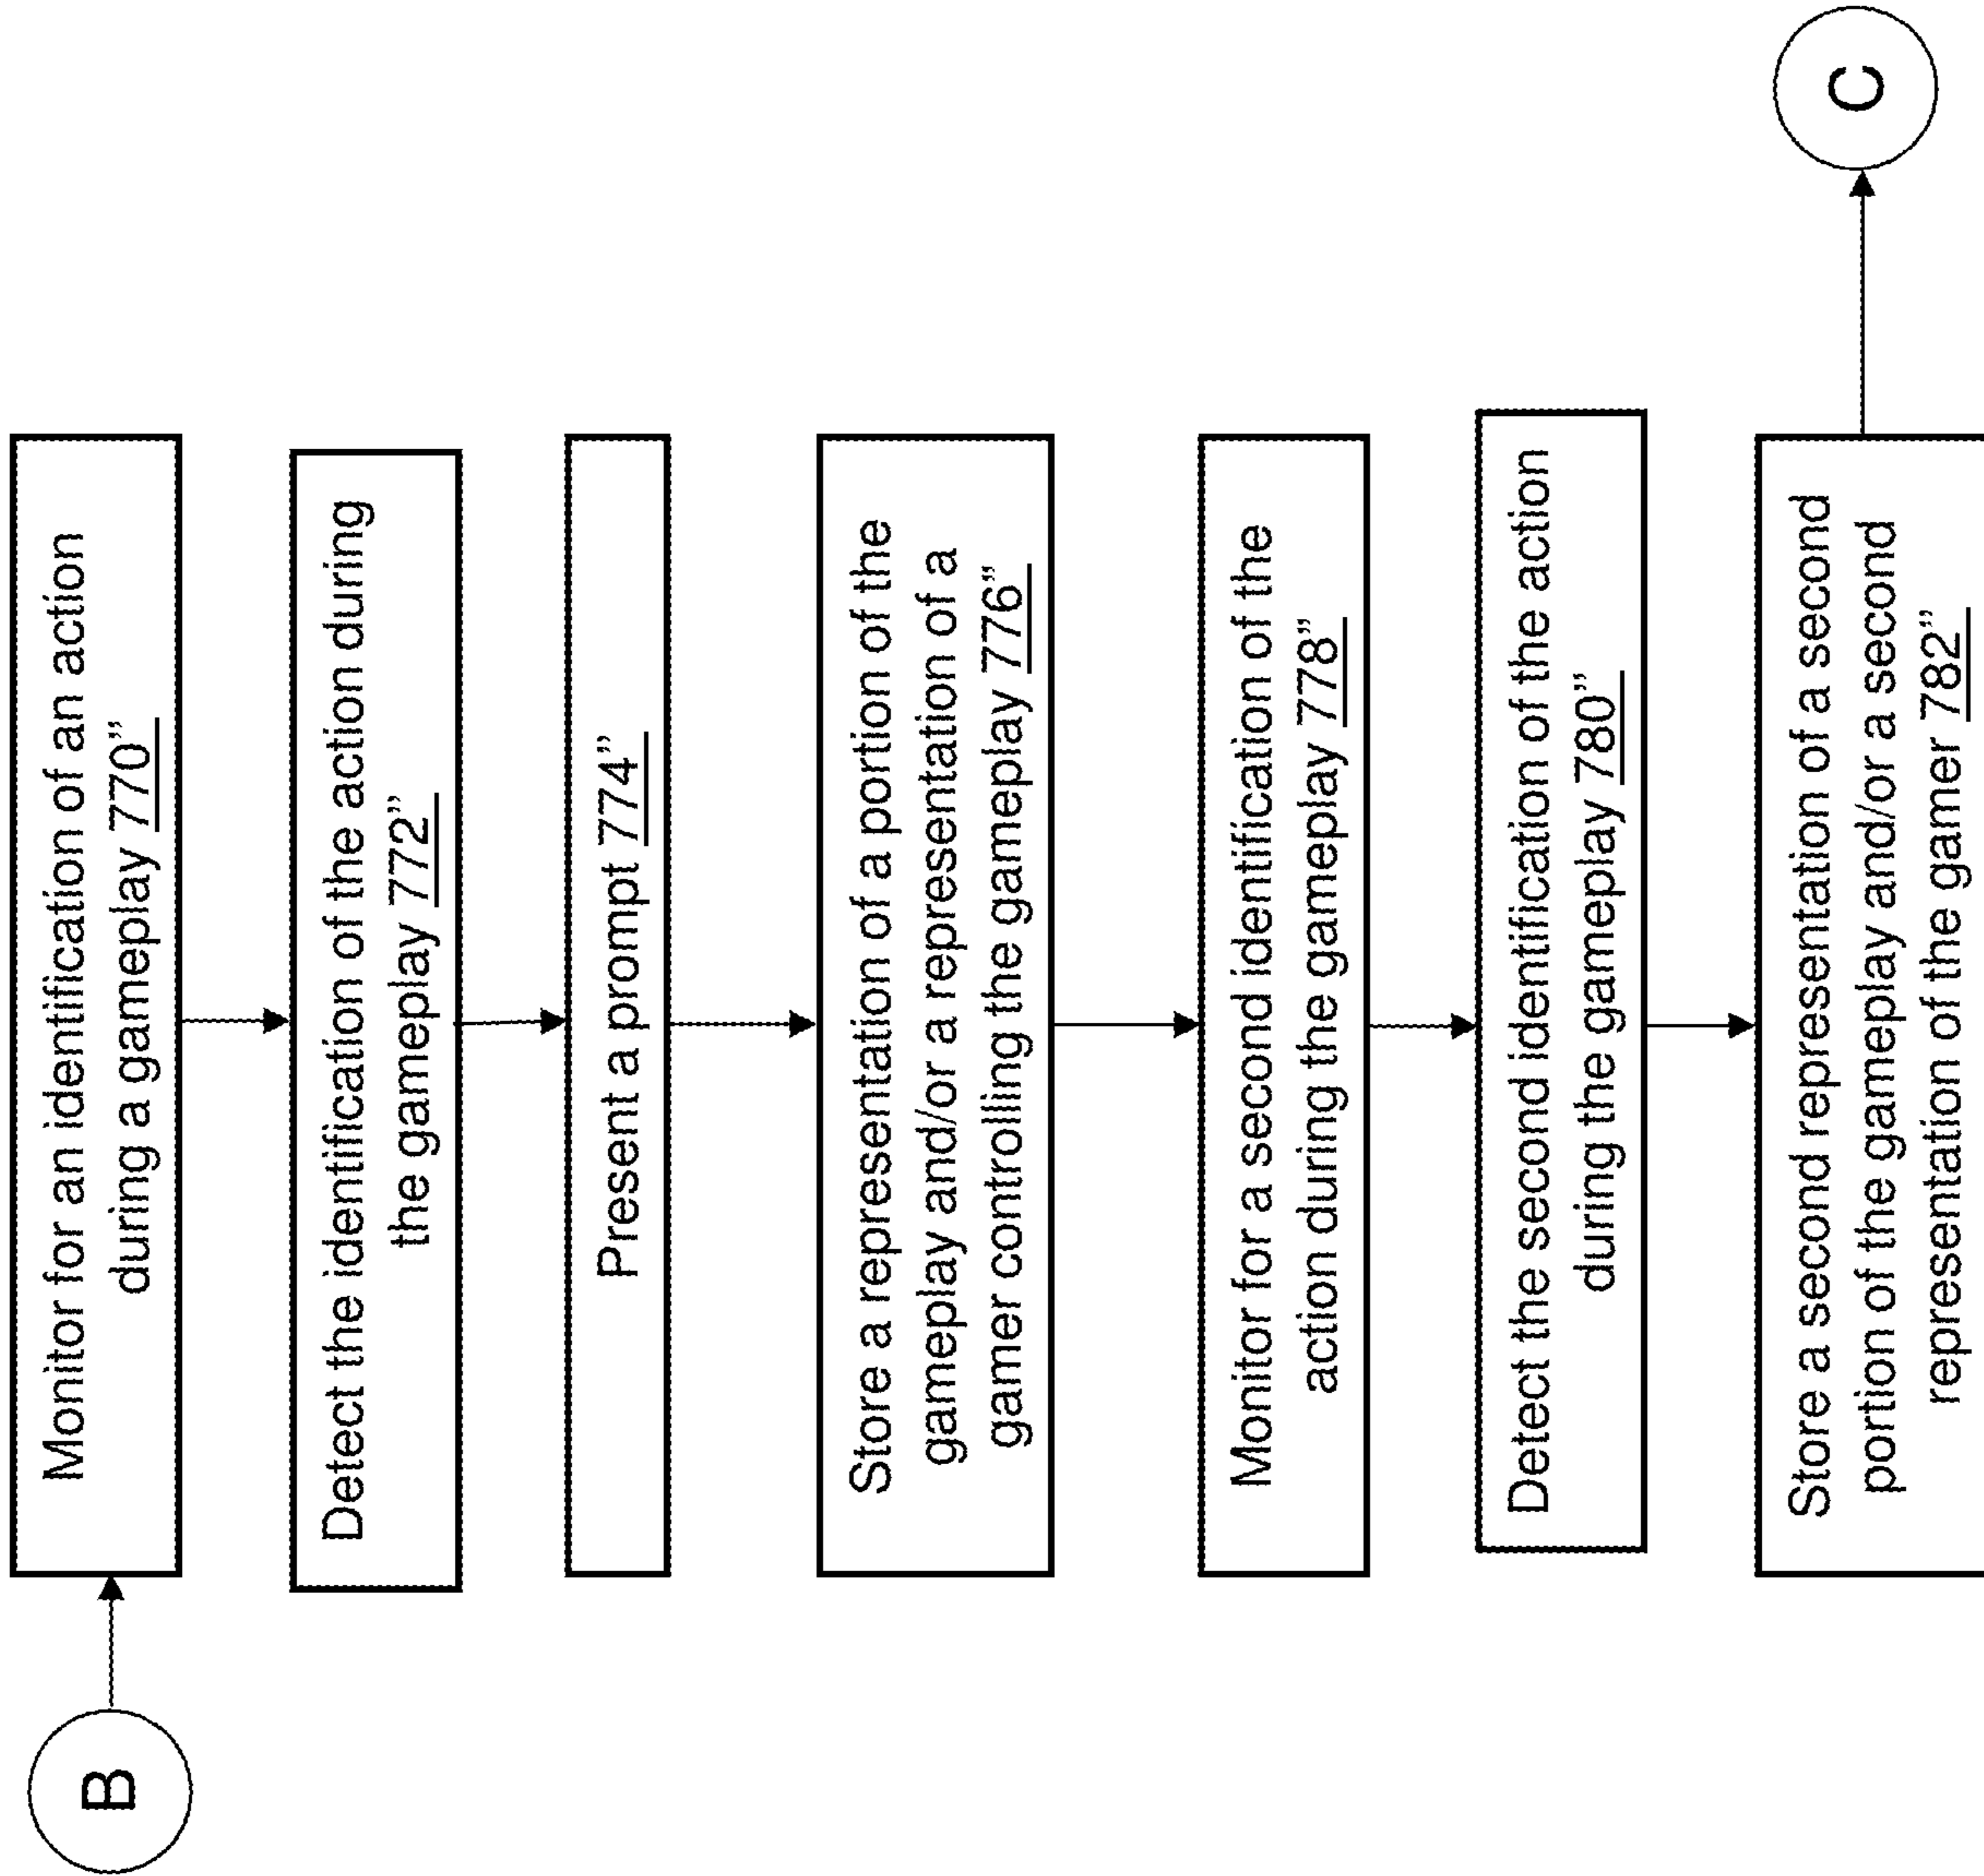 B
Monitor for an identification of an action
during a gameplay 770”
Detect the identification of the action during
the gameplay 772”
Present a prompt 774”
Store a representation of a portion of the
gameplay and/or a representation of a
gamer controlling the gameplay 776”
Monitor for a second identification of the
action during the gameplay 778”
Detect the second identification of the action
during the gameplay 780”
Store a second representation of a second
portion of the gameplay and/or a second
representation of the gamer 782”
C